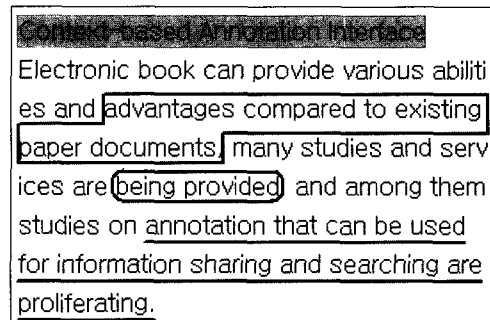 Context-based Annotation Interface
Electronic book can provide various abiliti
es and advantages compared to existing
paper documents, many studies and serv
ices are being provided and among them
studies on annotation that can be used
for information sharing and searching are
proliferating.